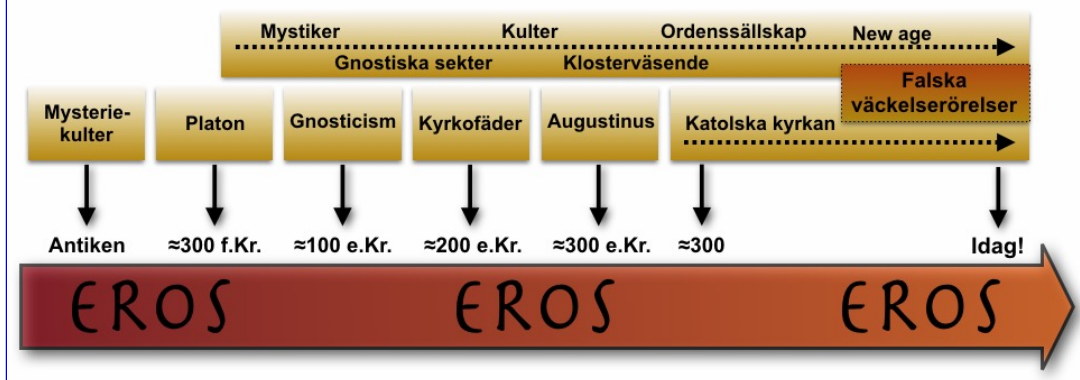 Mystiker Kulter Ordenssällskap New age
Gnostiska sekter Klosterväsende
Falska
väckelserörelser
Mysterie-
kulter
Platon
Gnosticism
Kyrkofäder
Augustinus
Katolska kyrkan
Antiken ≈300 f.Kr. ≈100 e.Kr. ≈200 e.Kr. ≈300 e.Kr. ≈300 Idag!
EROS EROS EROS